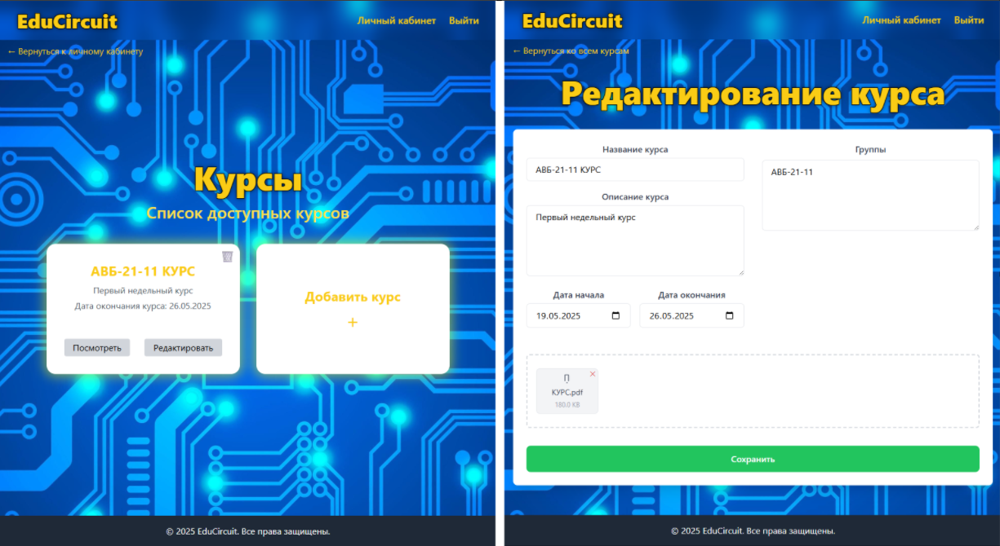 EduCircuit
Личный кабинет Выйти
← Вернуться к личному кабинету
Курсы
Список доступных курсов
АВБ-21-11 КУРС
Первый недельный курс
Дата окончания курса: 26.05.2025
Посмотреть Редактировать
Добавить курс
+
© 2025 EduCircuit. Все права защищены.
EduCircuit
Личный кабинет Выйти
← Вернуться ко всем курсам
Редактирование курса
Название курса
АВБ-21-11 КУРС
Описание курса
Первый недельный курс
Дата начала Дата окончания
19.05.2025 26.05.2025
Группы
АВБ-21-11
КУРС.pdf
180.0 KB
Сохранить
© 2025 EduCircuit. Все права защищены.